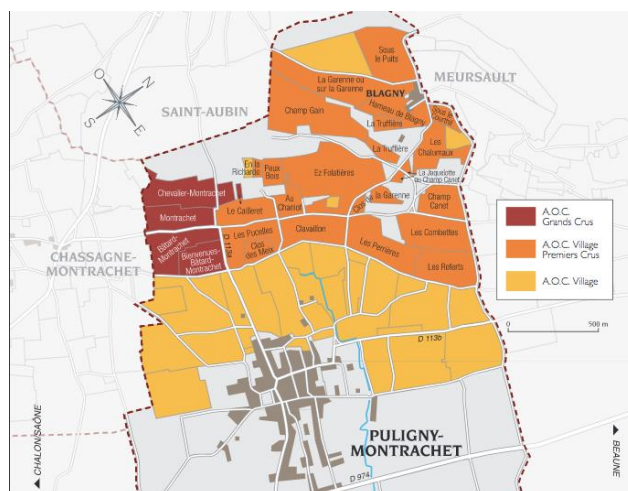 Sous
le Puits
MEURSAULT
La Garenne ou
sur la Garenne
BLAGNY
Hameau de Blagny
SAINT-AUBIN
Champ Gain
La Truffière
Les
Chalumaux
O
N
S
E
En la
Richarde
Peux
Bois
Ez Folatières
La Truffière
La Jaquelotte
ou Champ Canet
Chevalier-Montrachet
Le Cailleret
Au
Chaniot
Clos de la Garenne
Champ
Canet
Montrachet
Les Pucelles
Clos
des Meix
Clavaillon
Les Combettes
Bâtard-
Montrachet
Bienvenues-
Bâtard-
Montrachet
D 113a
Les Perrières
Les Referts
CHASSAGNE-
MONTRACHET
A.O.C.
Grands Crus
A.O.C. Village
Premiers Crus
A.O.C. Village
0
500 m
D 113b
PULIGNY-
MONTRACHET
D 974
CHALON/SAÔNE
BEAUNE